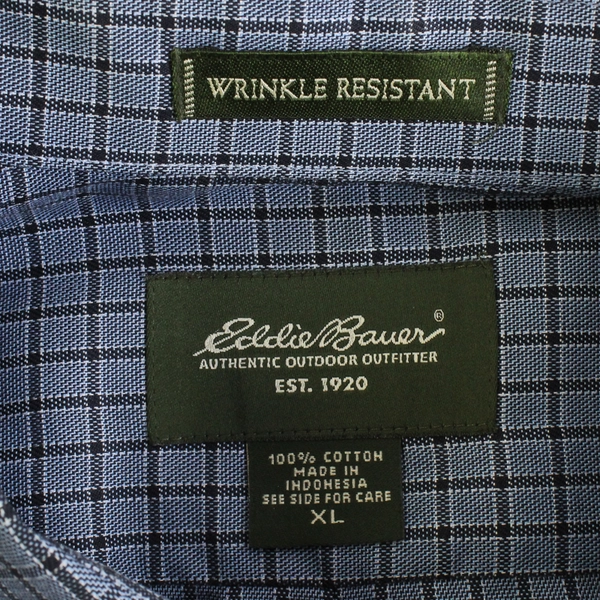 WRINKLE RESISTANT
Eddie Bauer®
AUTHENTIC OUTDOOR OUTFITTER
EST. 1920
100% COTTON
MADE IN
INDONESIA
SEE SIDE FOR CARE
XL